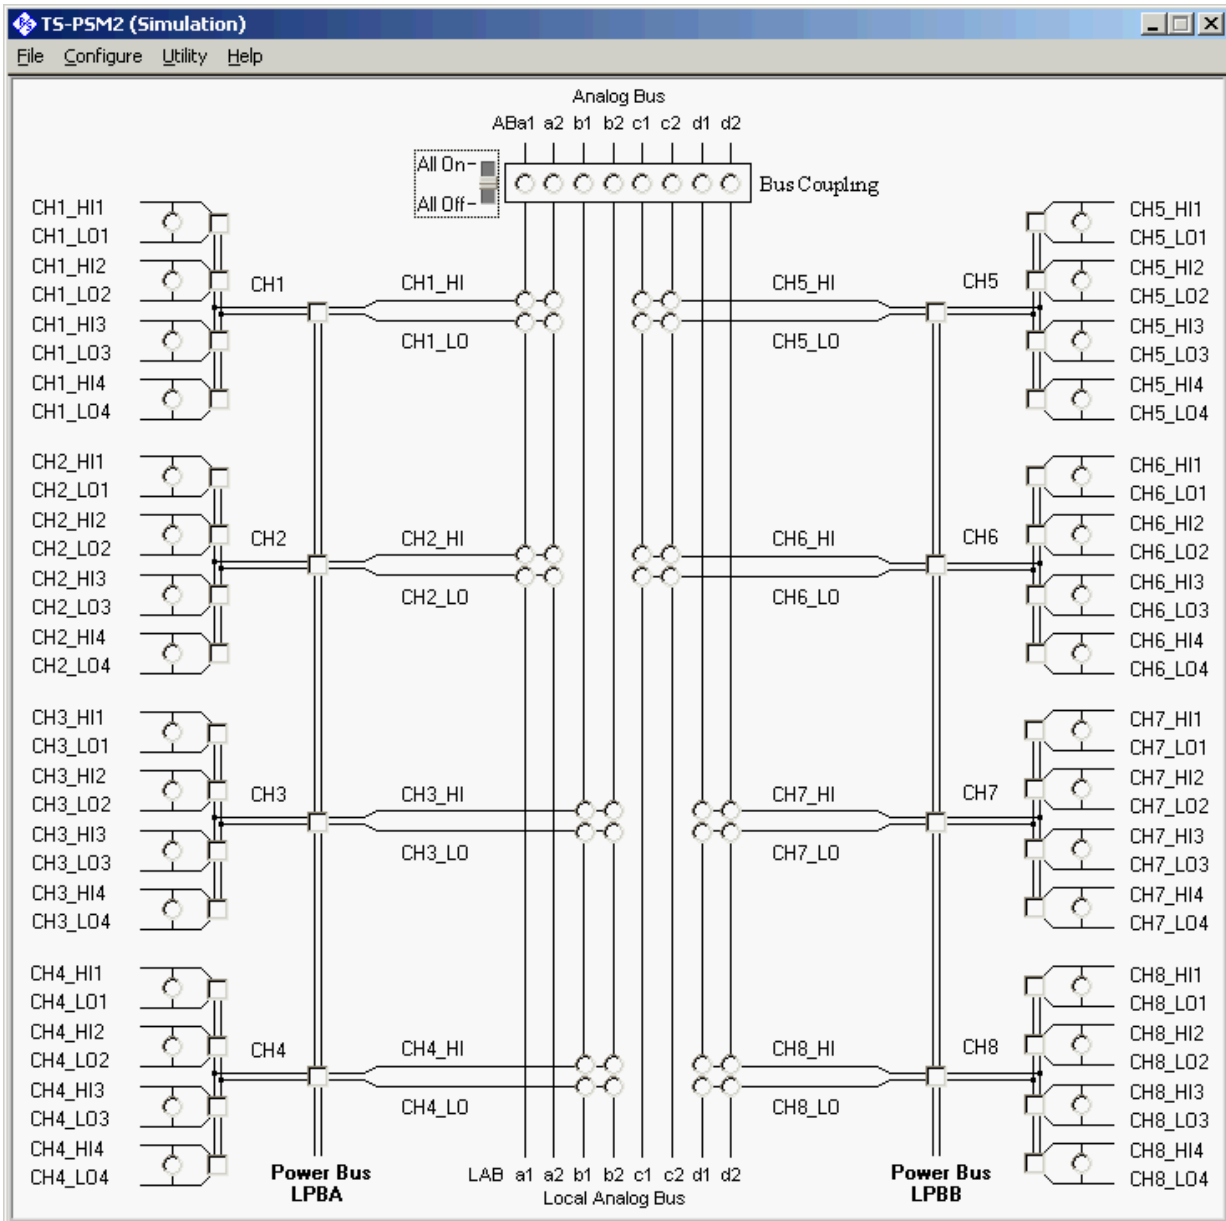 TS-PSM2 (Simulation)
File Configure Utility Help
Analog Bus
ABa1 a2 b1 b2 c1 c2 d1 d2
All On
All Off
Bus Coupling
CH1_HI1
CH1_LO1
CH1_HI2
CH1_LO2
CH1_HI3
CH1_LO3
CH1_HI4
CH1_LO4
CH1
CH1_HI
CH1_LO
CH5_HI
CH5_LO
CH5
CH5_HI1
CH5_LO1
CH5_HI2
CH5_LO2
CH5_HI3
CH5_LO3
CH5_HI4
CH5_LO4
CH2_HI1
CH2_LO1
CH2_HI2
CH2_LO2
CH2_HI3
CH2_LO3
CH2_HI4
CH2_LO4
CH2
CH2_HI
CH2_LO
CH6_HI
CH6_LO
CH6
CH6_HI1
CH6_LO1
CH6_HI2
CH6_LO2
CH6_HI3
CH6_LO3
CH6_HI4
CH6_LO4
CH3_HI1
CH3_LO1
CH3_HI2
CH3_LO2
CH3_HI3
CH3_LO3
CH3_HI4
CH3_LO4
CH3
CH3_HI
CH3_LO
CH7_HI
CH7_LO
CH7
CH7_HI1
CH7_LO1
CH7_HI2
CH7_LO2
CH7_HI3
CH7_LO3
CH7_HI4
CH7_LO4
CH4_HI1
CH4_LO1
CH4_HI2
CH4_LO2
CH4_HI3
CH4_LO3
CH4_HI4
CH4_LO4
CH4
CH4_HI
CH4_LO
CH8_HI
CH8_LO
CH8
CH8_HI1
CH8_LO1
CH8_HI2
CH8_LO2
CH8_HI3
CH8_LO3
CH8_HI4
CH8_LO4
Power Bus
LPBA
LAB a1 a2 b1 b2 c1 c2 d1 d2
Local Analog Bus
Power Bus
LPBB